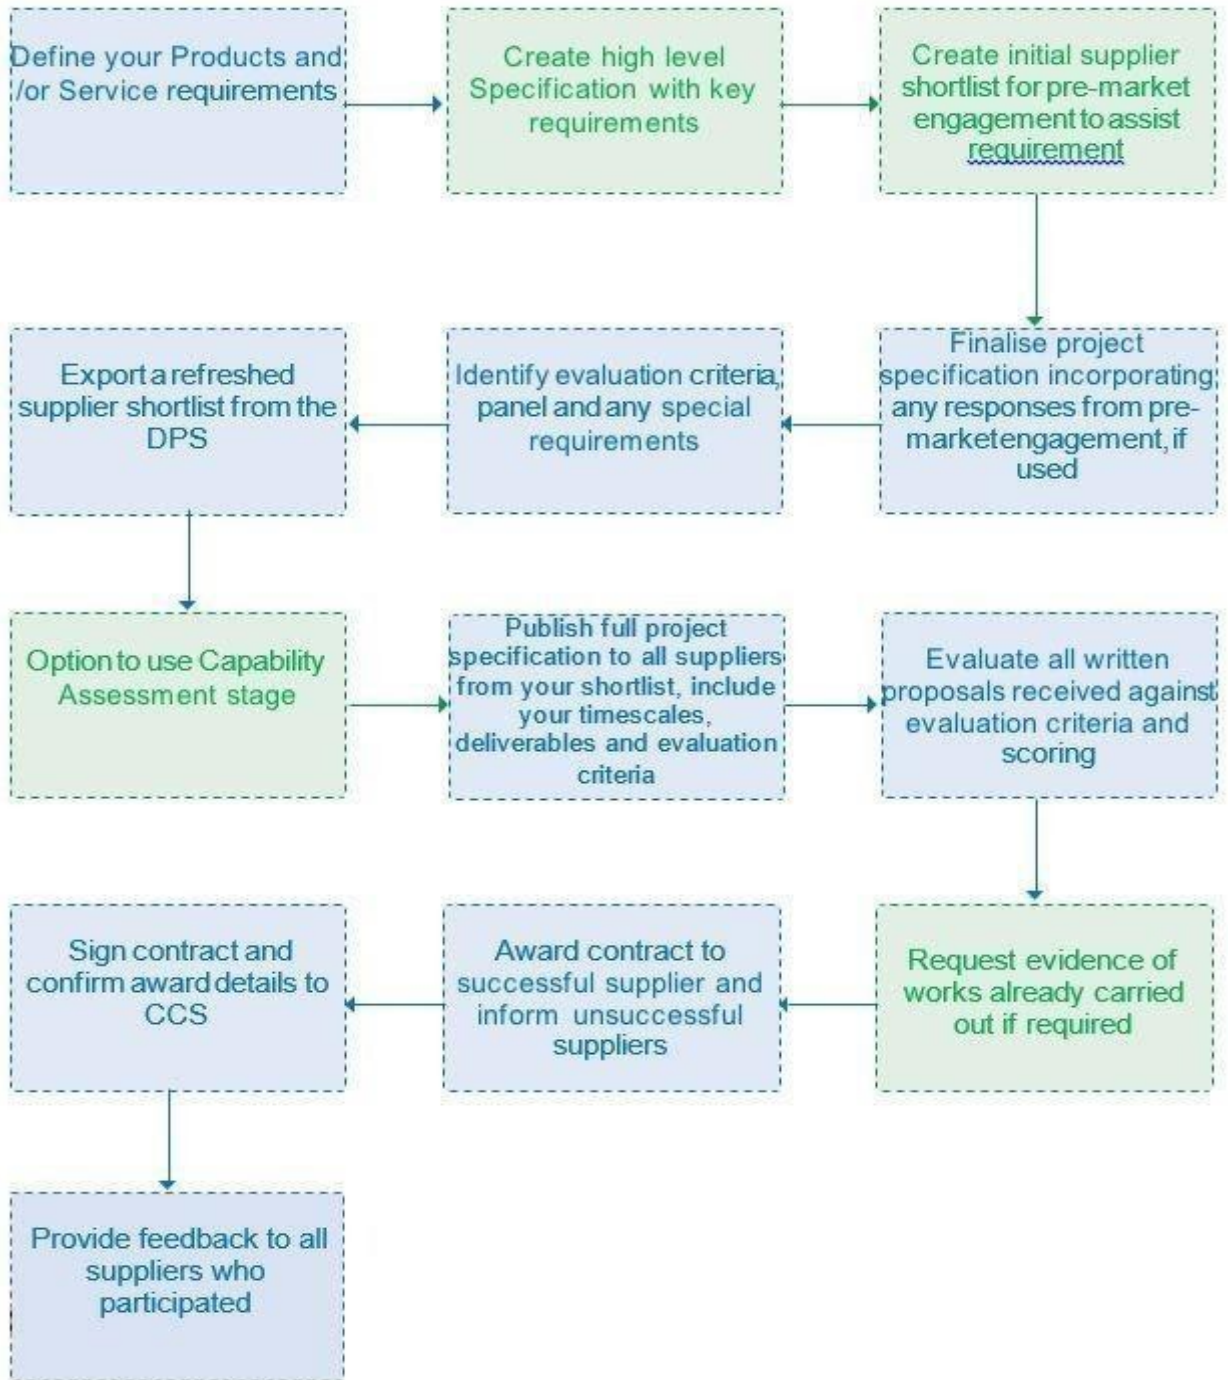 Define your Products and
/or Service requirements
Create high level
Specification with key
requirements
Create initial supplier
shortlist for pre-market
engagement to assist
requirement
Finalise project
specification incorporating
any responses from pre-
market engagement, if
used
Identify evaluation criteria,
panel and any special
requirements
Export a refreshed
supplier shortlist from the
DPS
Option to use Capability
Assessment stage
Publish full project
specification to all suppliers
from your shortlist, include
your timescales,
deliverables and evaluation
criteria
Evaluate all written
proposals received against
evaluation criteria and
scoring
Request evidence of
works already carried
out if required
Award contract to
successful supplier and
inform unsuccessful
suppliers
Sign contract and
confirm award details to
CCS
Provide feedback to all
suppliers who
participated